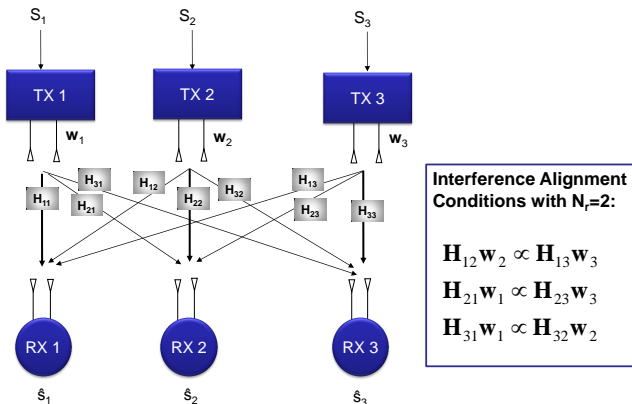 S₁ S₂ S₃
TX 1 TX 2 TX 3
w₁ w₂ w₃
H₃₁ H₁₂ H₃₂ H₁₃
H₁₁ H₂₁ H₂₂ H₂₃ H₃₃
RX 1 RX 2 RX 3
ŝ₁ ŝ₂ ŝ₃
Interference Alignment
Conditions with Nᵣ=2:
H₁₂w₂ ∝ H₁₃w₃
H₂₁w₁ ∝ H₂₃w₃
H₃₁w₁ ∝ H₃₂w₂